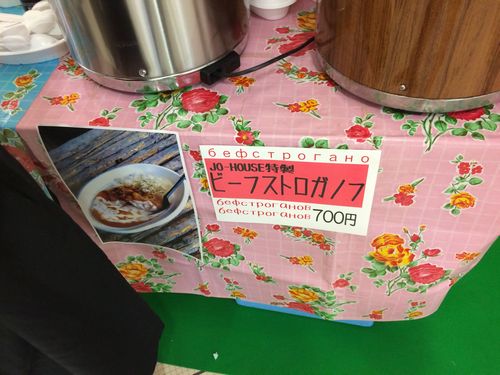 бефстрогано
JO-HOUSE特製
ビーフストロガノフ
бефстроганов
бефстроганов 700円